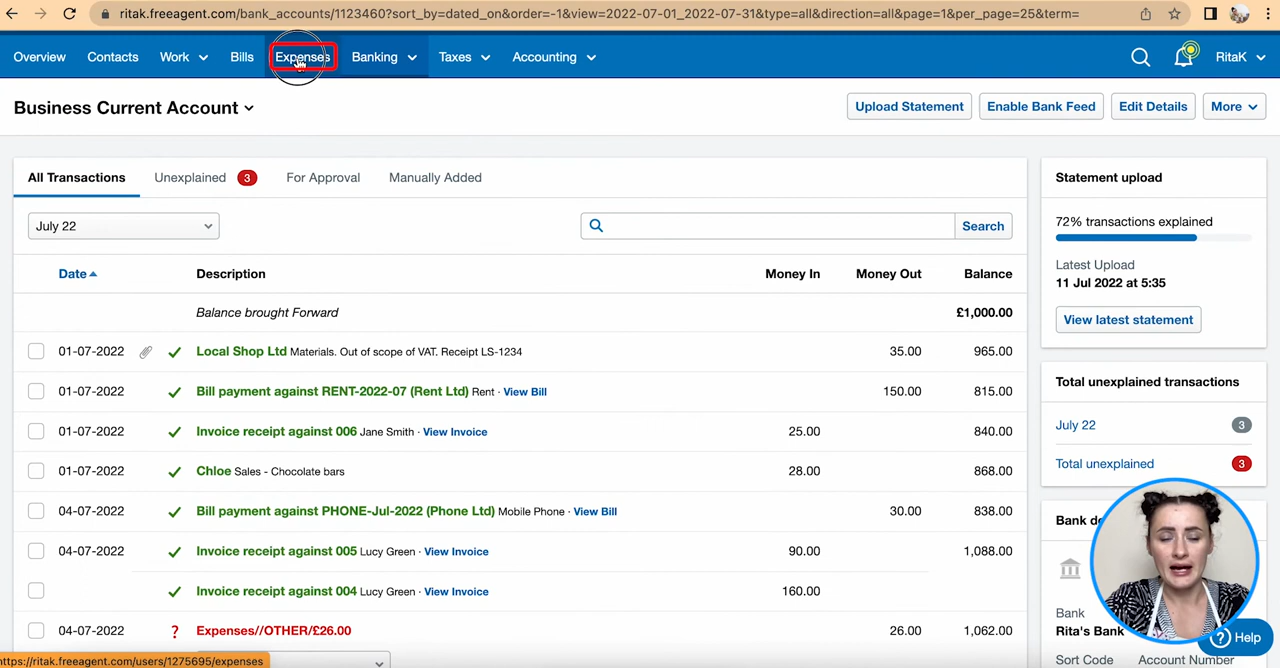 ritak.freeagent.com/bank_accounts/1123460?sort_by=dated_on&order=-1&view=2022-07-01_2022-07-31&type=all&direction=all&page=1&per_page=25&term=
Overview Contacts Work Bills Expenses Banking Taxes Accounting RitaK
Business Current Account Upload Statement Enable Bank Feed Edit Details More
All Transactions Unexplained 3 For Approval Manually Added
July 22 Search
Date Description Money In Money Out Balance
Balance brought Forward £1,000.00
01-07-2022 Local Shop Ltd Materials. Out of scope of VAT. Receipt LS-1234 35.00 965.00
01-07-2022 Bill payment against RENT-2022-07 (Rent Ltd) Rent · View Bill 150.00 815.00
01-07-2022 Invoice receipt against 006 Jane Smith · View Invoice 25.00 840.00
01-07-2022 Chloe Sales - Chocolate bars 28.00 868.00
04-07-2022 Bill payment against PHONE-Jul-2022 (Phone Ltd) Mobile Phone · View Bill 30.00 838.00
04-07-2022 Invoice receipt against 005 Lucy Green · View Invoice 90.00 1,088.00
Invoice receipt against 004 Lucy Green · View Invoice 160.00
04-07-2022 ? Expenses//OTHER/£26.00 26.00 1,062.00
Statement upload
72% transactions explained
Latest Upload
11 Jul 2022 at 5:35
View latest statement
Total unexplained transactions
July 22 3
Total unexplained 3
Bank
Bank
Rita's Bank
Sort Code Account Number
? Help
https://ritak.freeagent.com/users/1275695/expenses